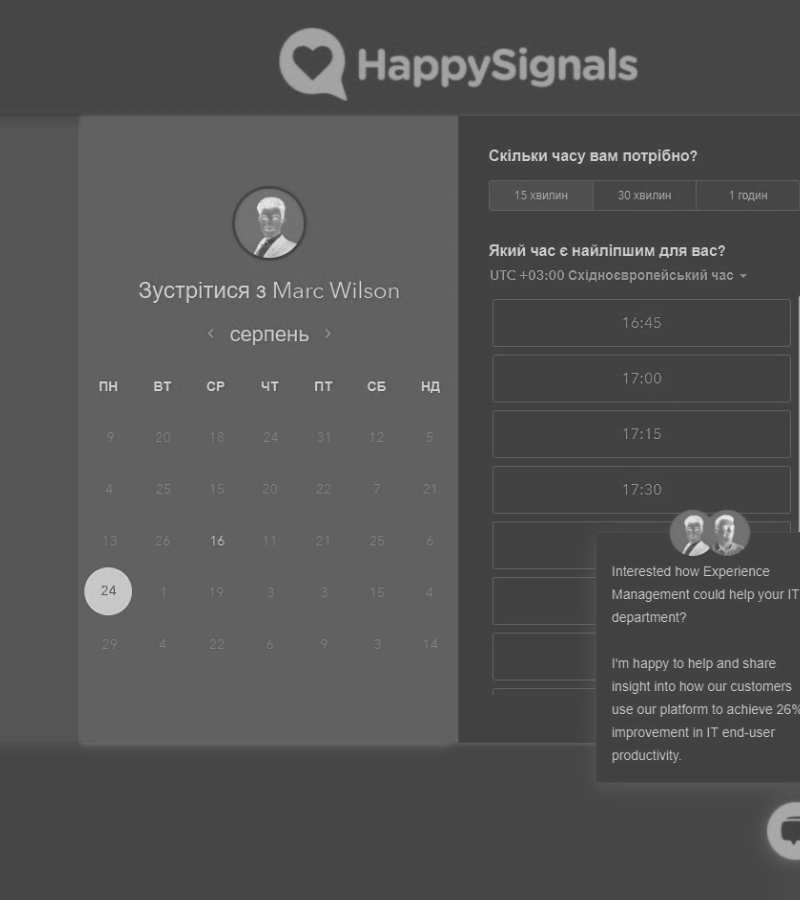 HappySignals
Зустрітися з Marc Wilson
серпень
ПН ВТ СР ЧТ ПТ СБ НД
9 20 18 24 31 12 5
4 25 15 20 22 7 21
13 26 16 11 21 25 6
24 1 19 3 3 15 4
29 4 22 6 9 3 14
Скільки часу вам потрібно?
15 хвилин 30 хвилин 1 годин
Який час є найліпшим для вас?
UTC +03:00 Східноєвропейський час
16:45
17:00
17:15
17:30
Interested how Experience
Management could help your IT
department?
I'm happy to help and share
insight into how our customers
use our platform to achieve 26%
improvement in IT end-user
productivity.